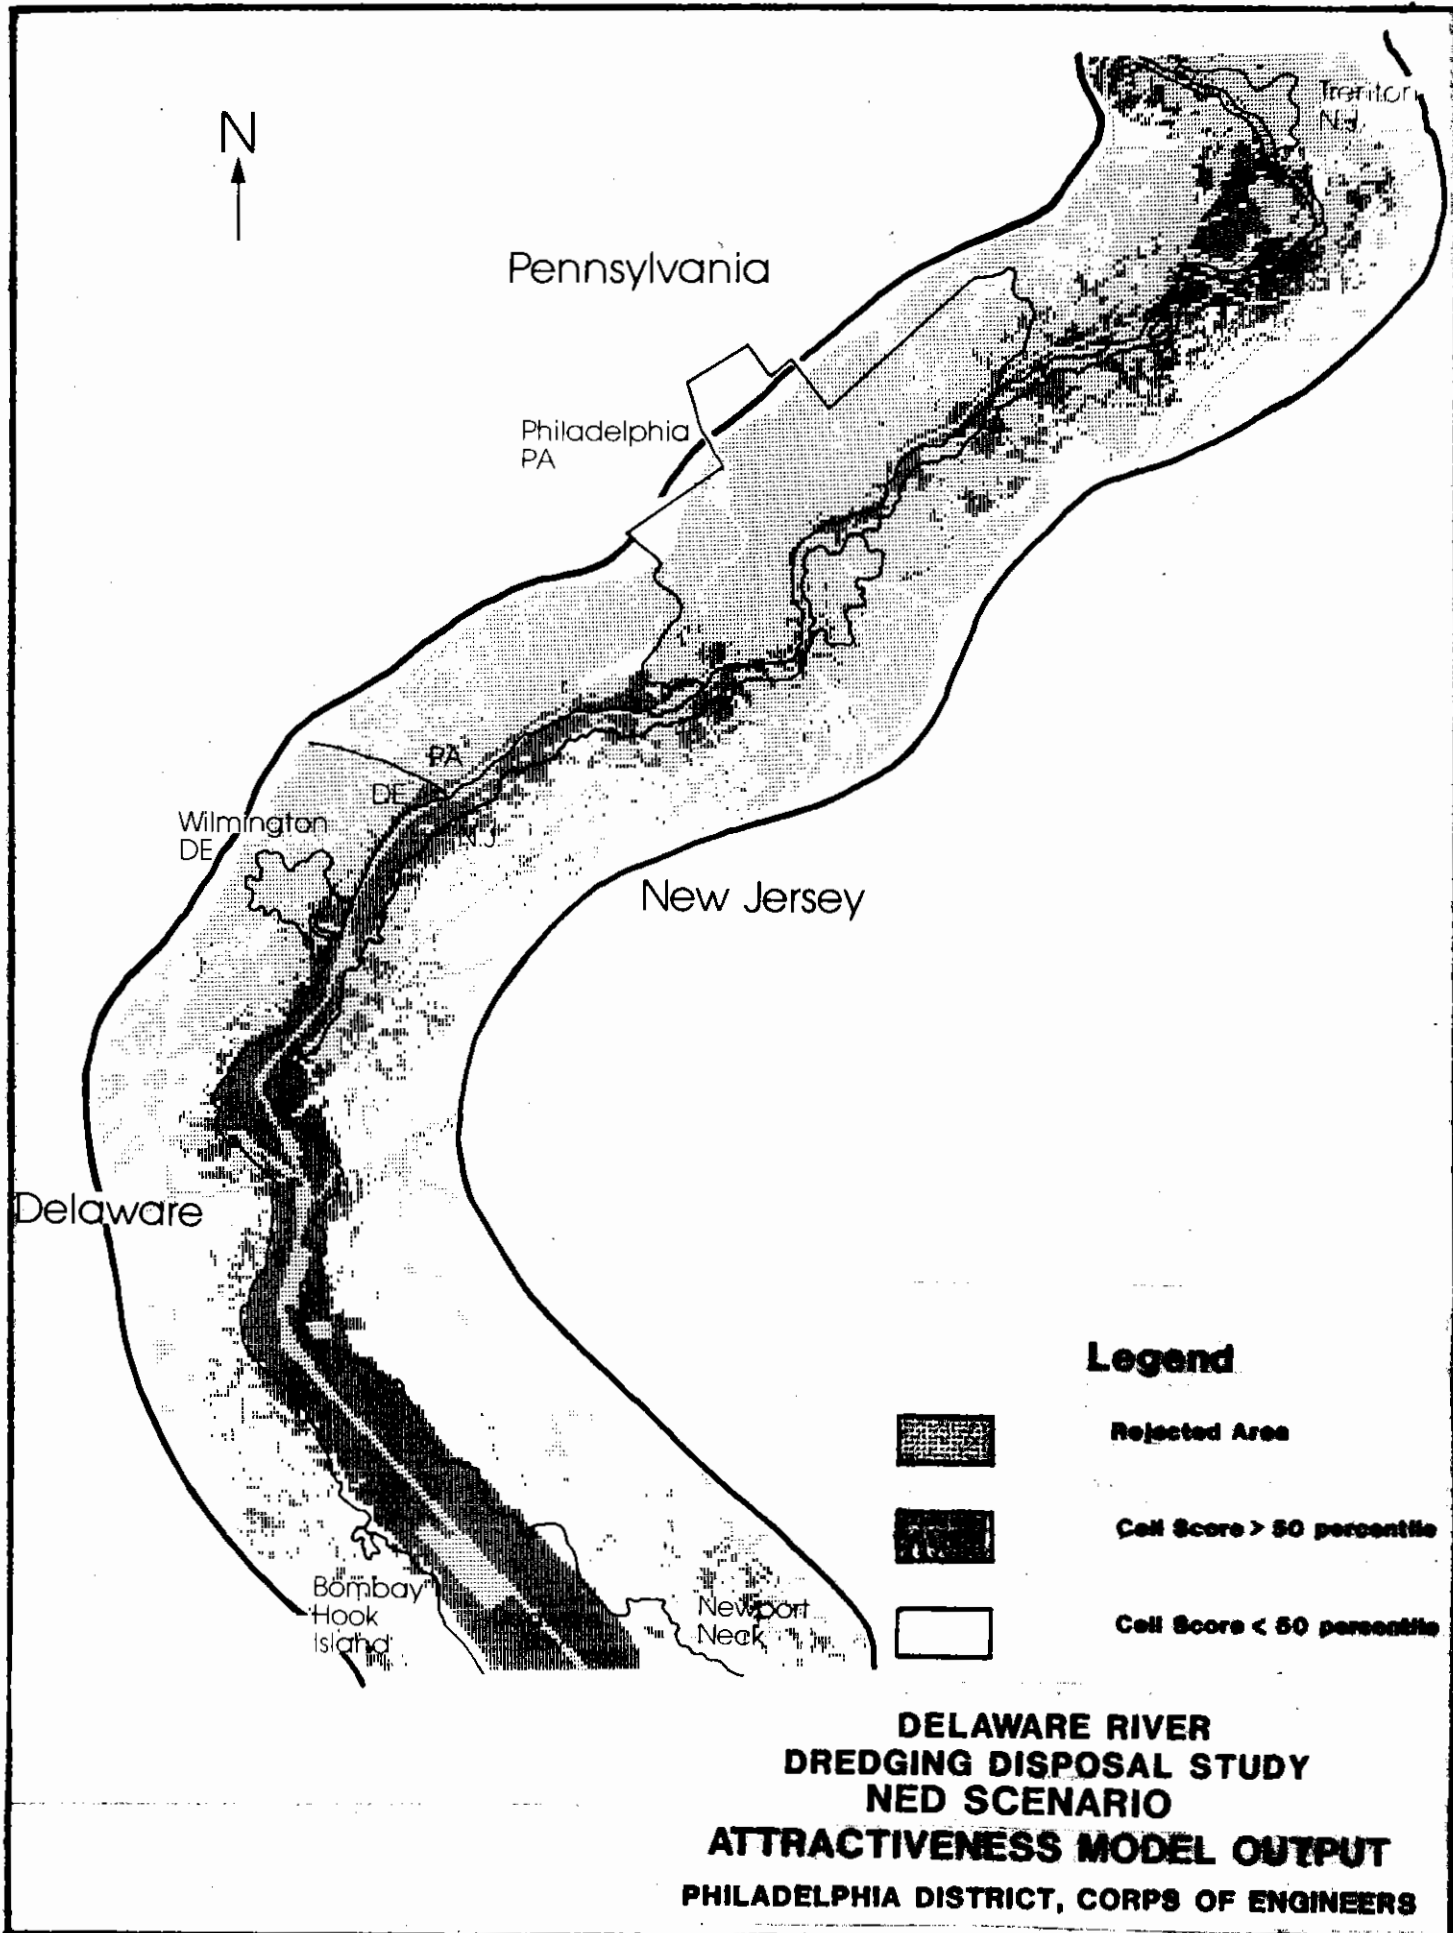 N
Trenton
N.J.
Pennsylvania
Philadelphia
PA
PA
DE
N.J.
Wilmington
DE
New Jersey
Delaware
Legend
Rejected Area
Cell Score > 50 percentile
Cell Score < 50 percentile
Bombay
Hook
Island
Newport
Neck
DELAWARE RIVER
DREDGING DISPOSAL STUDY
NED SCENARIO
ATTRACTIVENESS MODEL OUTPUT
PHILADELPHIA DISTRICT, CORPS OF ENGINEERS